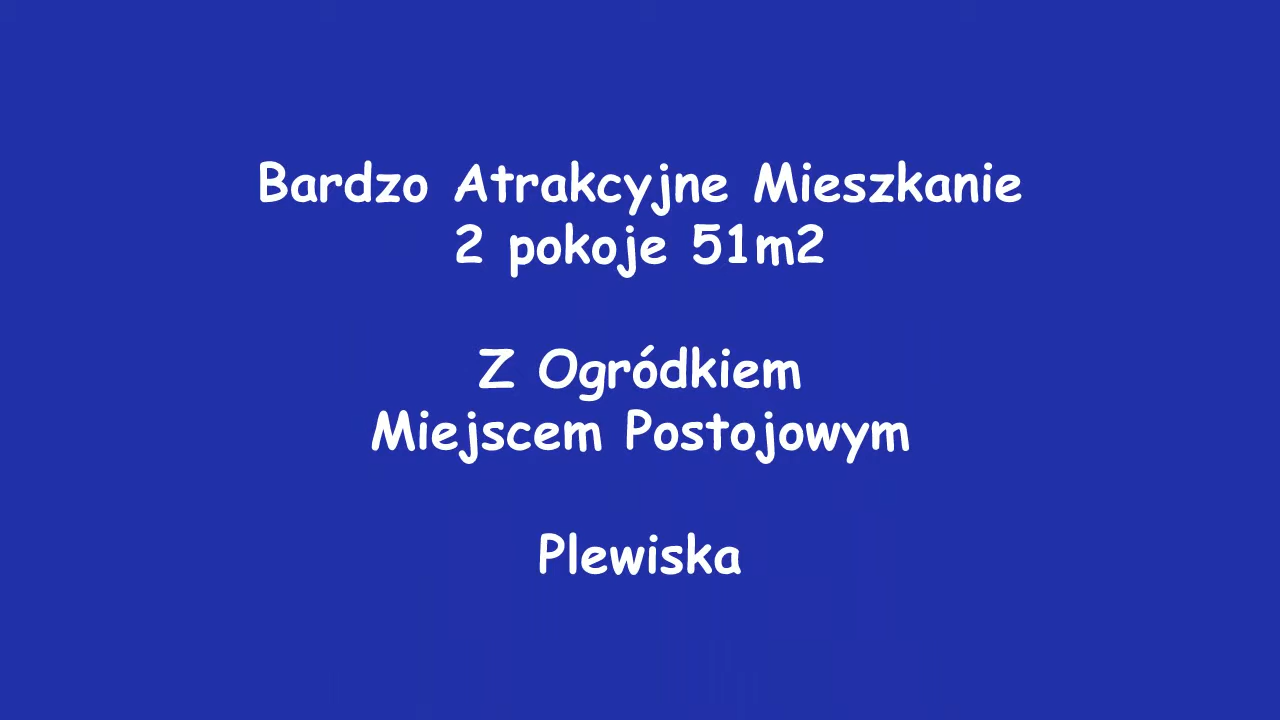 Bardzo Atrakcyjne Mieszkanie
2 pokoje 51m2
Z Ogródkiem
Miejscem Postojowym
Plewiska